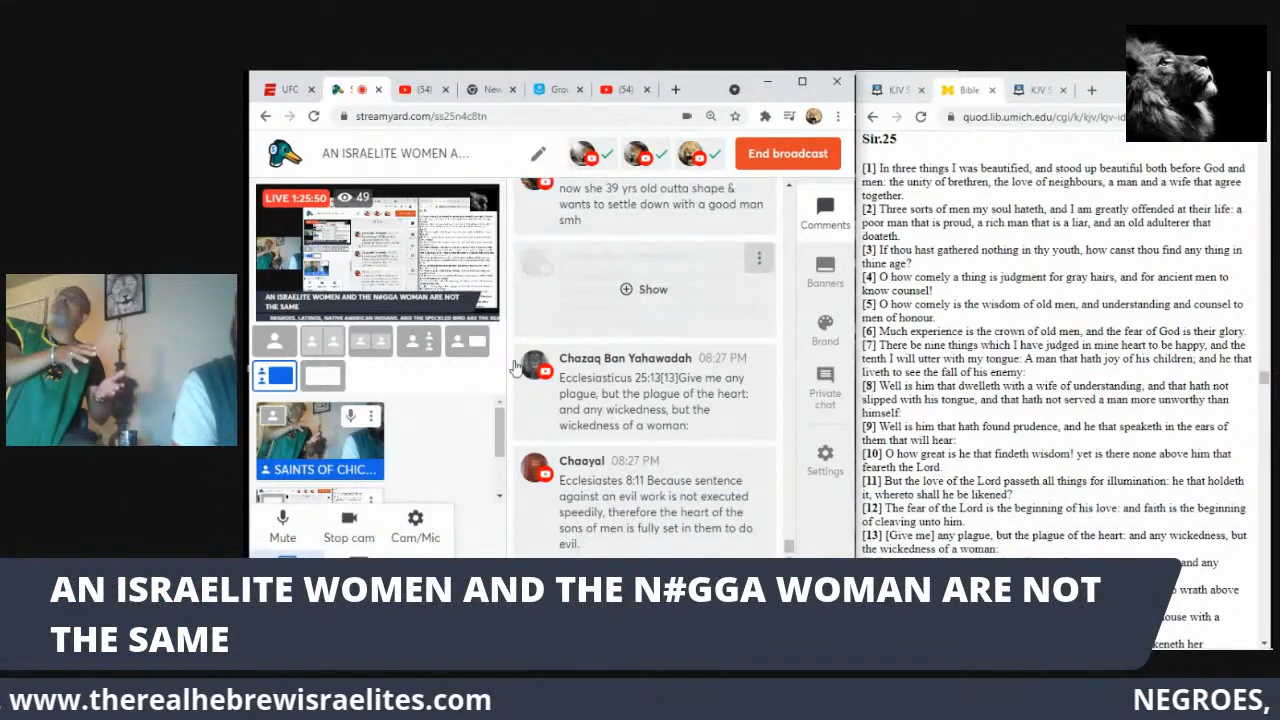 UFC
S
(54)
New
Grou
(54)
streamyard.com/ss25n4c8tn
AN ISRAELITE WOMEN A...
End broadcast
LIVE 1:25:50
49
AN ISRAELITE WOMEN AND THE N#GGA WOMAN ARE NOT
THE SAME
NEGROES, LATINOS, NATIVE AMERICAN INDIANS, AND THE SPECKLED BIRD ARE THE REA
SAINTS OF CHIC...
Mute
Stop cam
Cam/Mic
now she 39 yrs old outta shape &
wants to settle down with a good man
smh
Show
Chazaq Ban Yahawadah 08:27 PM
Ecclesiasticus 25:13[13]Give me any
plague, but the plague of the heart:
and any wickedness, but the
wickedness of a woman:
Chaayal 08:27 PM
Ecclesiastes 8:11 Because sentence
against an evil work is not executed
speedily, therefore the heart of the
sons of men is fully set in them to do
evil.
Comments
Banners
Brand
Private
chat
Settings
KJV S
Bible
KJV S
quod.lib.umich.edu/cgi/k/kjv/kjv-id
Sir.25
[1] In three things I was beautified, and stood up beautiful both before God and
men: the unity of brethren, the love of neighbours, a man and a wife that agree
together.
[2] Three sorts of men my soul hateth, and I am greatly offended at their life: a
poor man that is proud, a rich man that is a liar, and an old adulterer that
doateth.
[3] If thou hast gathered nothing in thy youth, how canst thou find any thing in
thine age?
[4] O how comely a thing is judgment for gray hairs, and for ancient men to
know counsel!
[5] O how comely is the wisdom of old men, and understanding and counsel to
men of honour.
[6] Much experience is the crown of old men, and the fear of God is their glory.
[7] There be nine things which I have judged in mine heart to be happy, and the
tenth I will utter with my tongue: A man that hath joy of his children; and he that
liveth to see the fall of his enemy:
[8] Well is him that dwelleth with a wife of understanding, and that hath not
slipped with his tongue, and that hath not served a man more unworthy than
himself:
[9] Well is him that hath found prudence, and he that speaketh in the ears of
them that will hear:
[10] O how great is he that findeth wisdom! yet is there none above him that
feareth the Lord.
[11] But the love of the Lord passeth all things for illumination: he that holdeth
it, whereto shall he be likened?
[12] The fear of the Lord is the beginning of his love: and faith is the beginning
of cleaving unto him.
[13] [Give me] any plague, but the plague of the heart: and any wickedness, but
the wickedness of a woman:
and any
wrath above
ouse with a
keneth her
AN ISRAELITE WOMEN AND THE N#GGA WOMAN ARE NOT
THE SAME
www.therealhebrewisraelites.com
NEGROES,